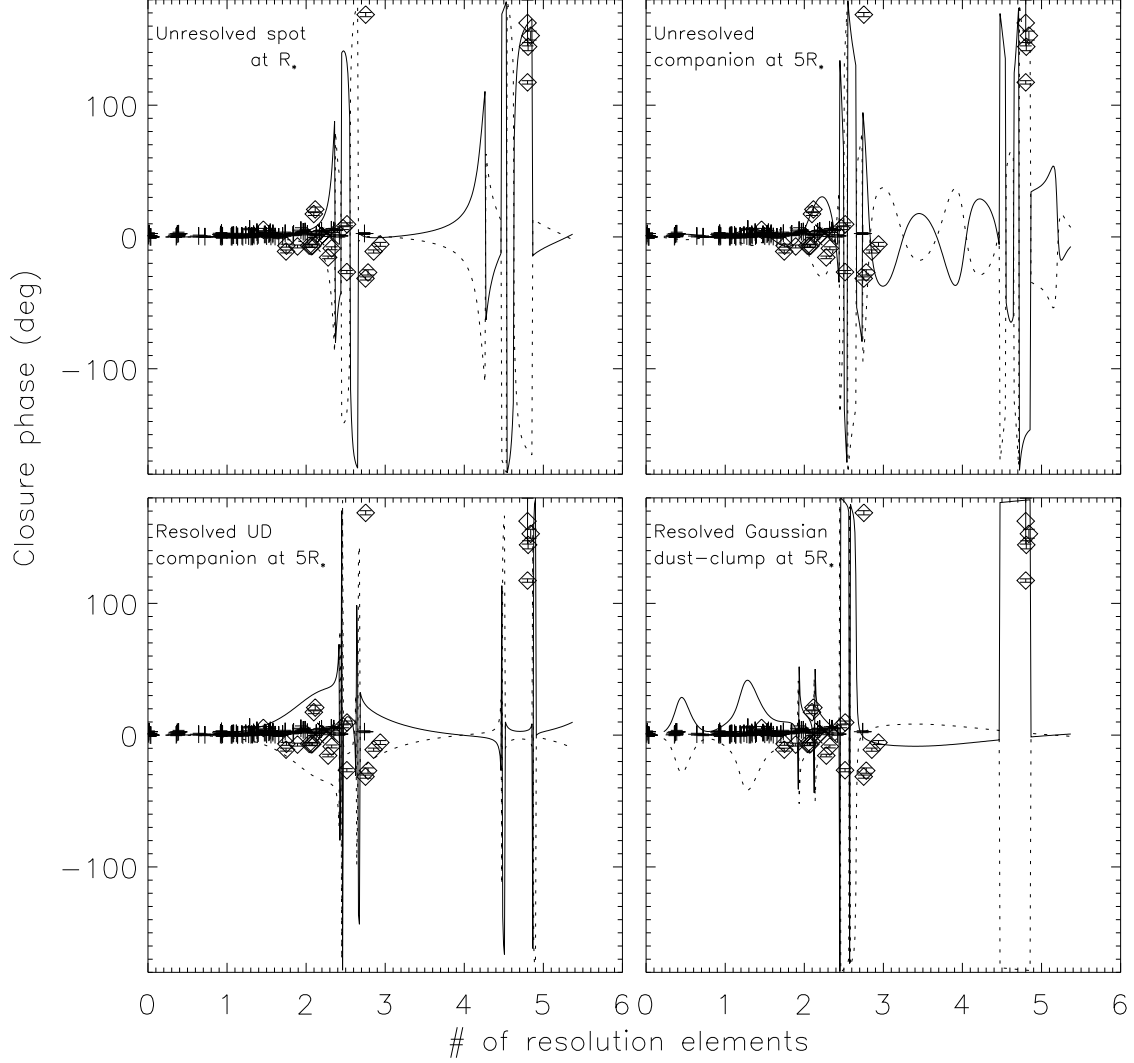 Unresolved spot
at R*
Unresolved
companion at 5R*
100
0
−100
Closure phase (deg)
Resolved UD
companion at 5R*
Resolved Gaussian
dust−clump at 5R*
100
0
−100
0 1 2 3 4 5 6
0 1 2 3 4 5 6
# of resolution elements